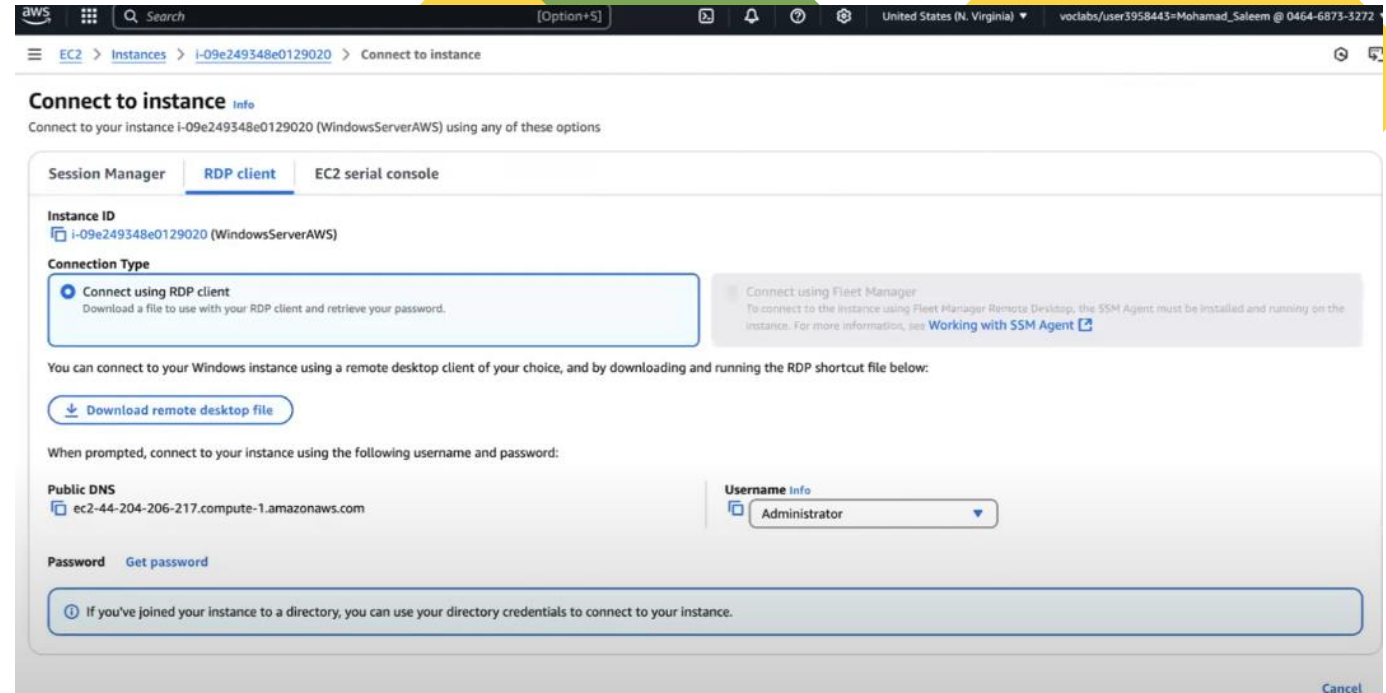 aws
Search [Option+S] United States (N. Virginia) voclabs/user3958443=Mohamad_Saleem @ 0464-6873-3272
EC2 > Instances > i-09e249348e0129020 > Connect to instance
Connect to instance Info
Connect to your instance i-09e249348e0129020 (WindowsServerAWS) using any of these options
Session Manager RDP client EC2 serial console
Instance ID
i-09e249348e0129020 (WindowsServerAWS)
Connection Type
Connect using RDP client
Download a file to use with your RDP client and retrieve your password.
Connect using Fleet Manager
To connect to the instance using Fleet Manager Remote Desktop, the SSM Agent must be installed and running on the
instance. For more information, see Working with SSM Agent
You can connect to your Windows instance using a remote desktop client of your choice, and by downloading and running the RDP shortcut file below:
Download remote desktop file
When prompted, connect to your instance using the following username and password:
Public DNS
ec2-44-204-206-217.compute-1.amazonaws.com
Username Info
Administrator
Password Get password
If you've joined your instance to a directory, you can use your directory credentials to connect to your instance.
Cancel